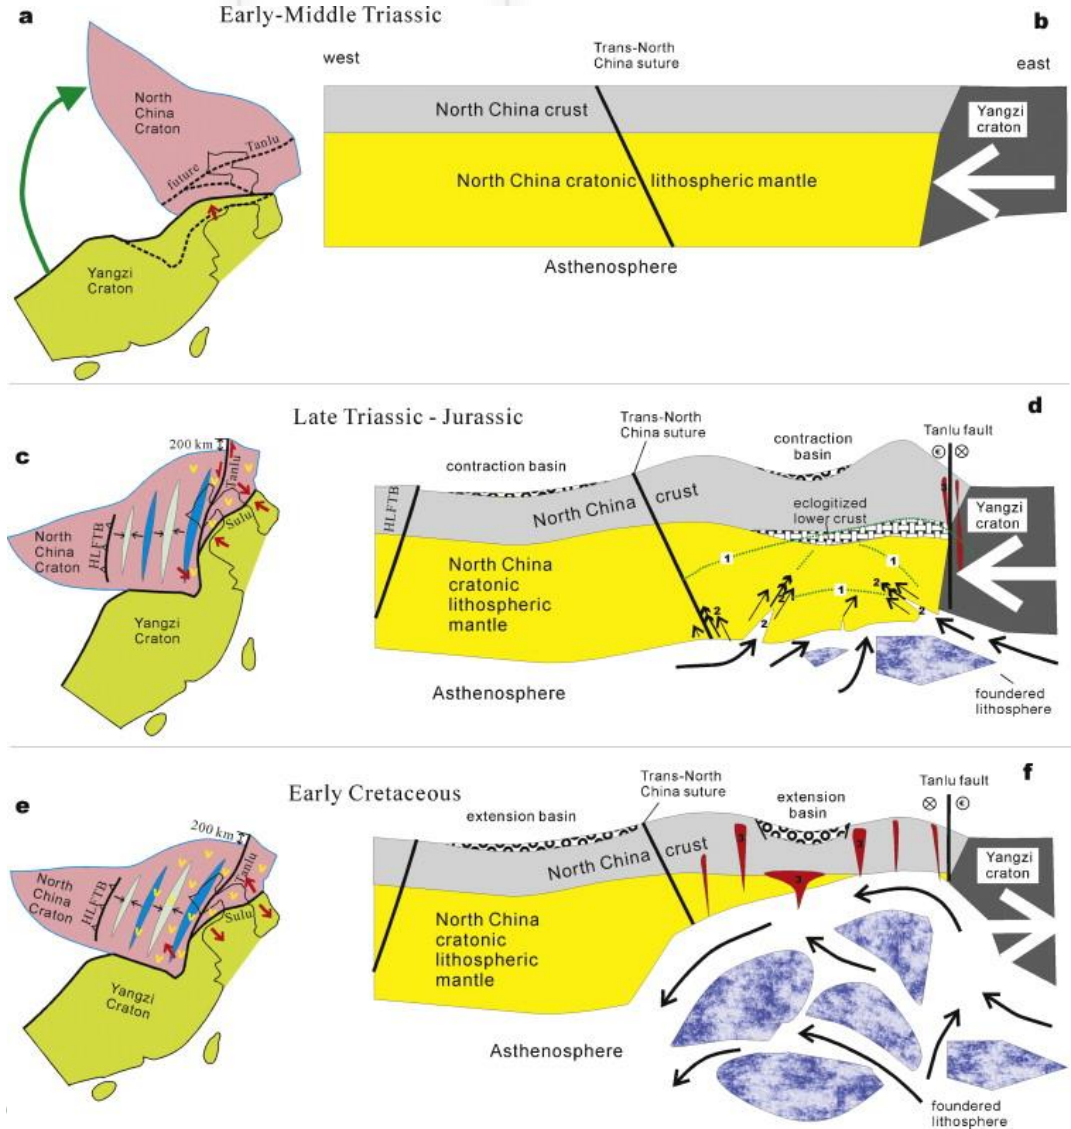 a
Early-Middle Triassic
b
west
Trans-North
China suture
east
North
China
Craton
Tanlu
future
Yangzi
Craton
North China crust
Yangzi
craton
North China cratonic lithospheric mantle
Asthenosphere
Late Triassic - Jurassic
c
d
200 km
Tanlu
Sulu
HLFTB
North
China
Craton
Yangzi
Craton
Trans-North
China suture
contraction
basin
Tanlu fault
contraction basin
HLFTB
North China crust
eclogitized
lower crust
3
Yangzi
craton
North China
cratonic
lithospheric
mantle
1
1
1
2
2
2
2
2
Asthenosphere
foundered
lithosphere
Early Cretaceous
e
f
200 km
Tanlu
Sulu
HLFTB
North
China
Craton
Yangzi
Craton
Trans-North
China suture
extension basin
extension
basin
Tanlu fault
North China crust
3
3
3
Yangzi
craton
North China
cratonic
lithospheric
mantle
Asthenosphere
foundered
lithosphere